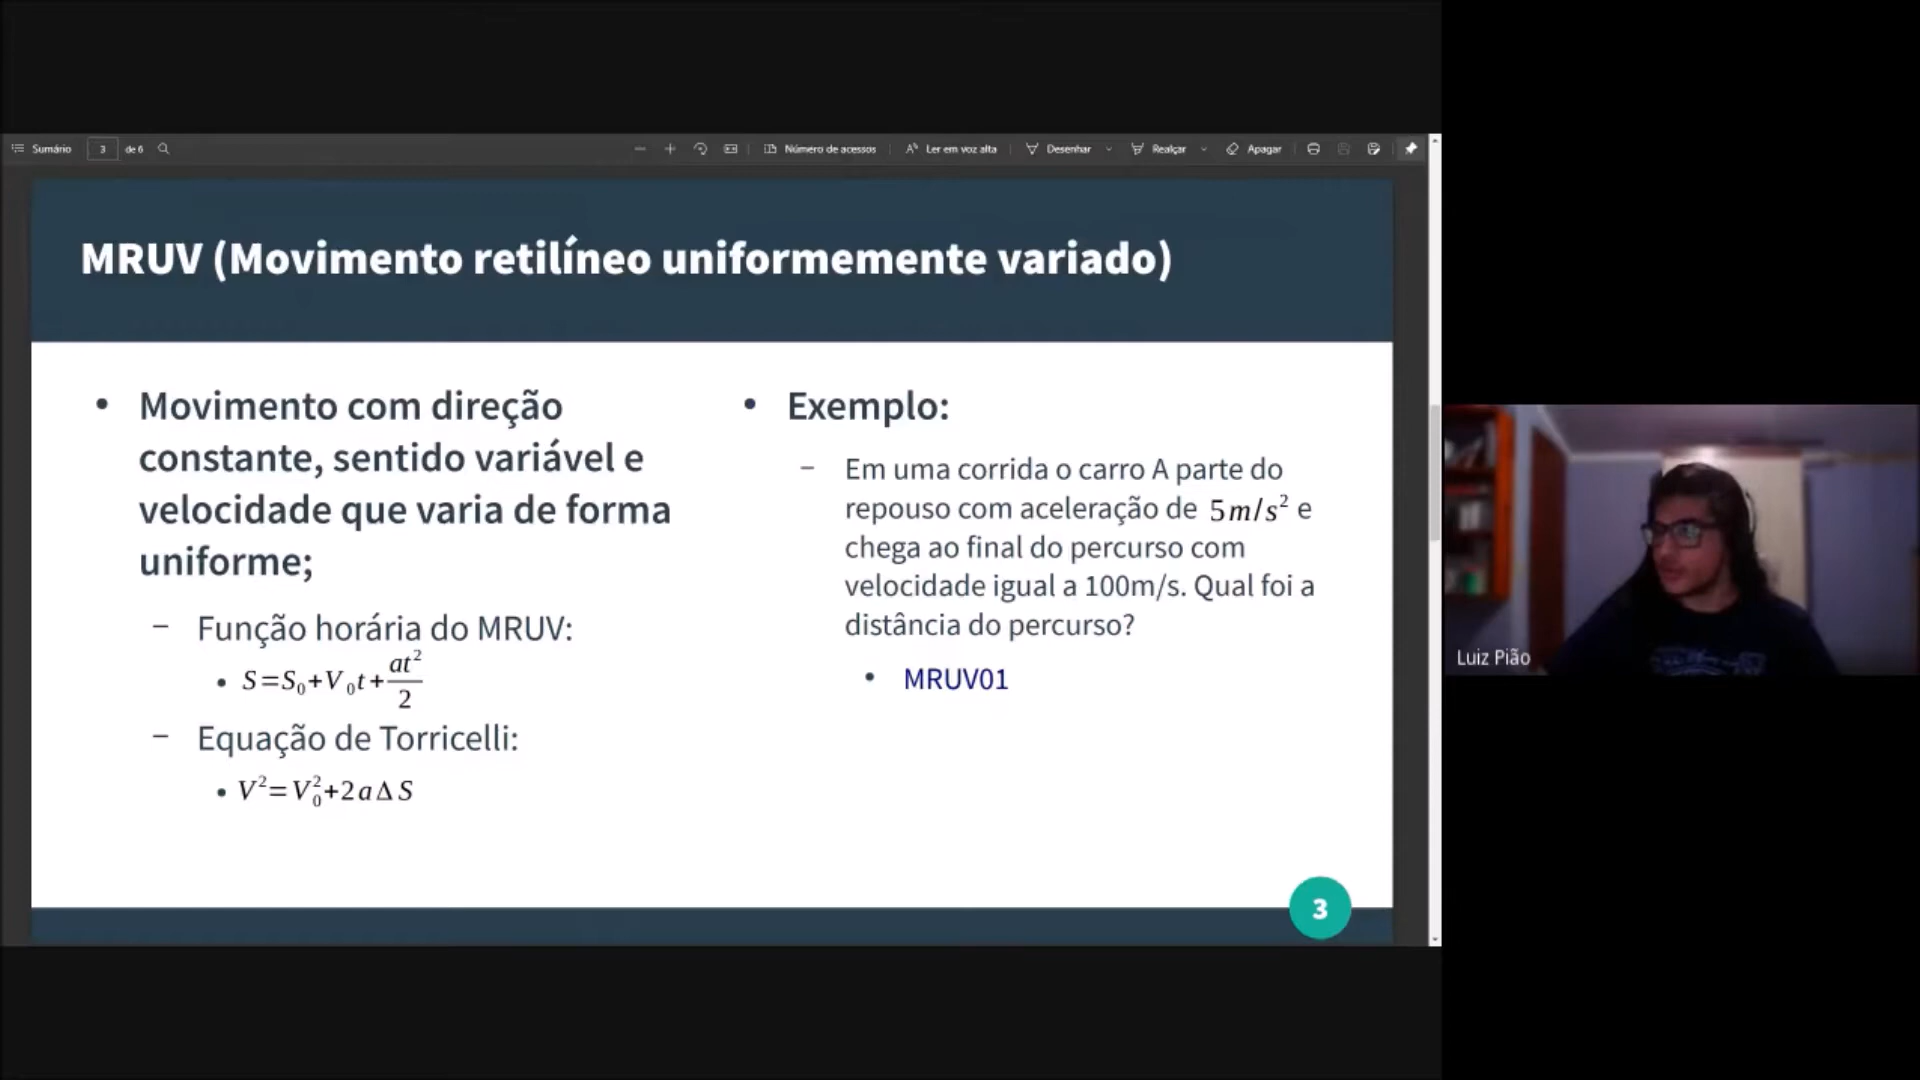 Sumário 3 de 6 Número de acessos Ler em voz alta Desenhar Realçar Apagar
MRUV (Movimento retilíneo uniformemente variado)
• Movimento com direção
constante, sentido variável e
velocidade que varia de forma
uniforme;
– Função horária do MRUV:
• S=S₀+V₀t+at²/2
– Equação de Torricelli:
• V²=V₀²+2aΔS
• Exemplo:
– Em uma corrida o carro A parte do
repouso com aceleração de 5m/s² e
chega ao final do percurso com
velocidade igual a 100m/s. Qual foi a
distância do percurso?
• MRUV01
3
Luiz Pião